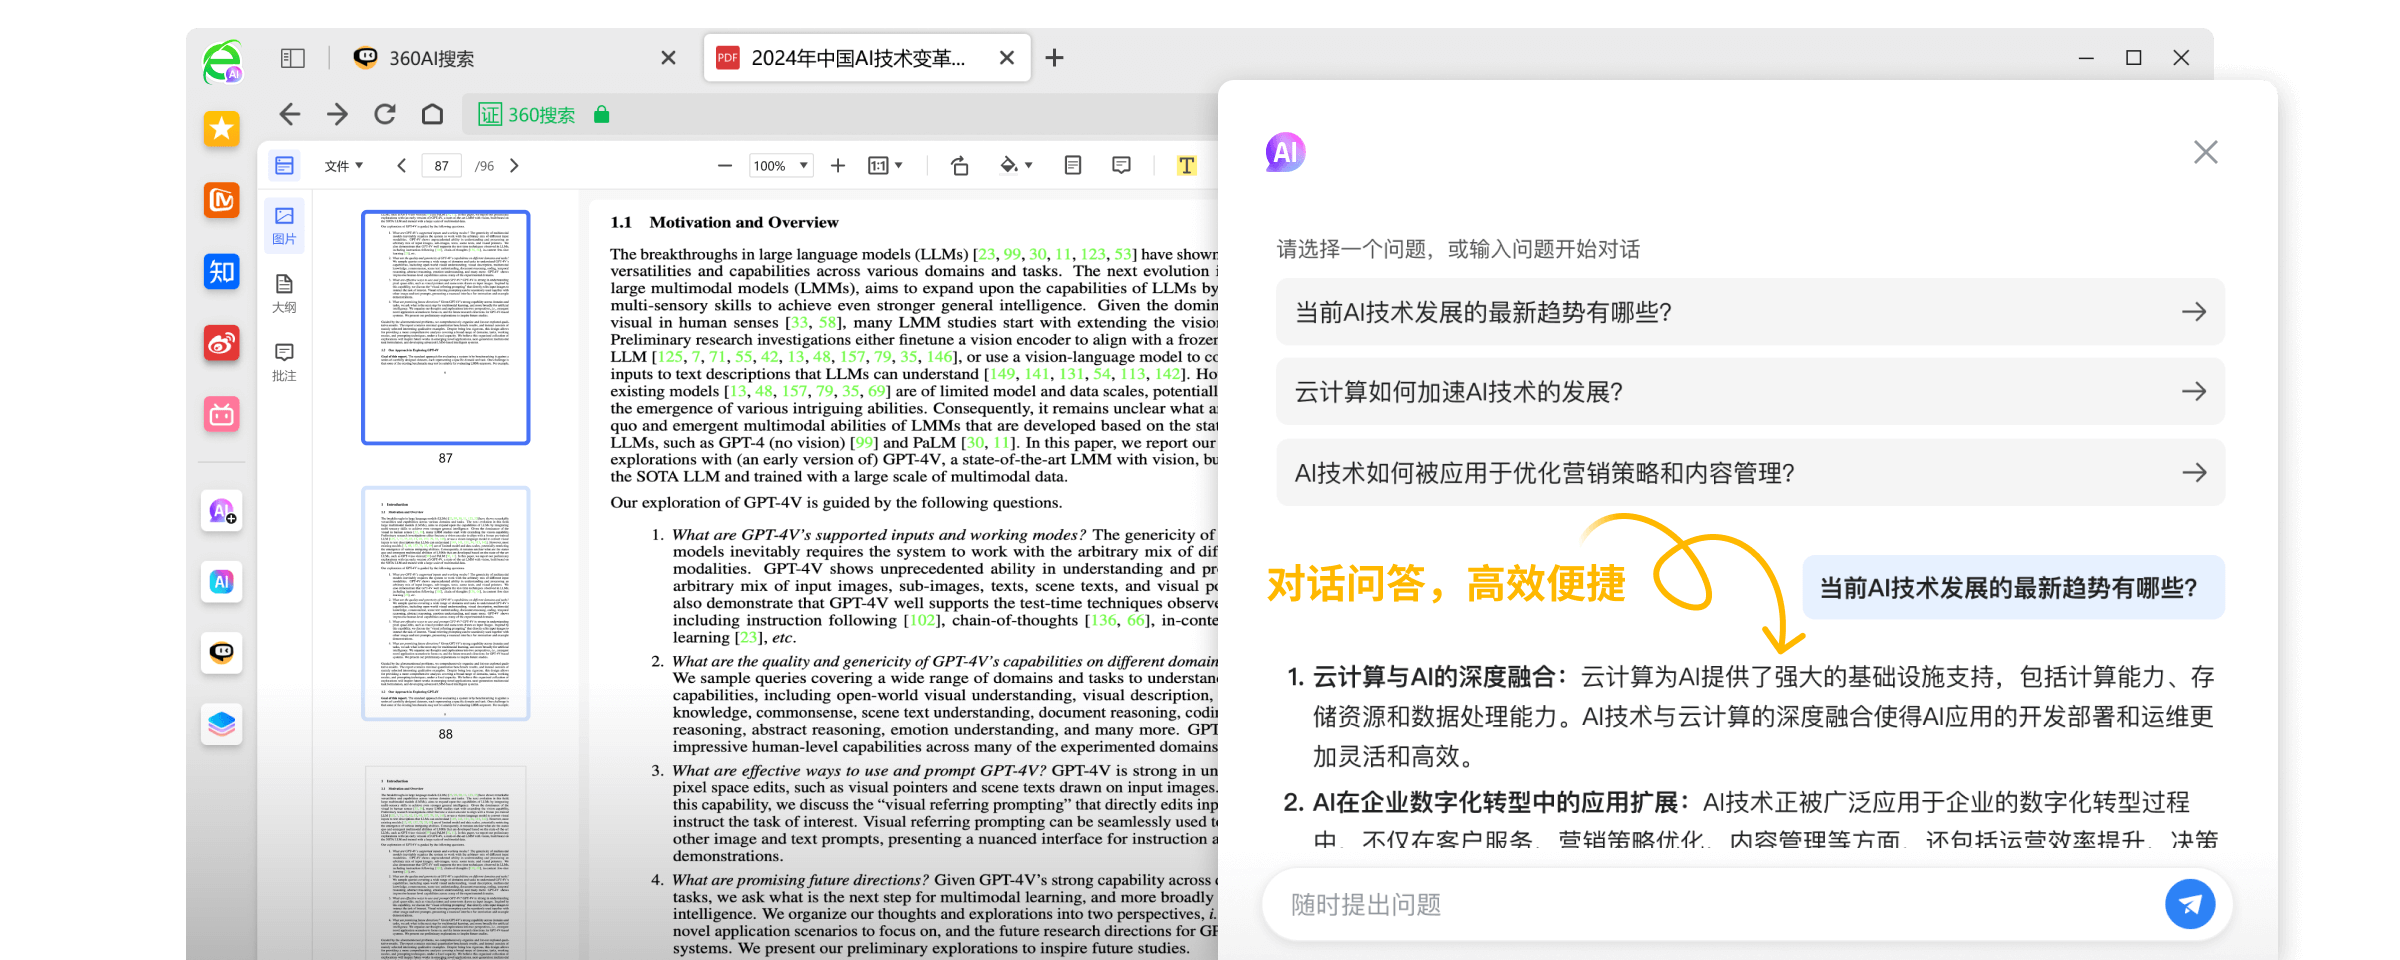 360AI搜索
PDF 2024年中国AI技术变革...
证 360搜索
文件 87 /96 100% 1:1 T
图片
大纲
批注
知
AI
AI
87
88
1.1 Motivation and Overview
The breakthroughs in large language models (LLMs) [23, 99, 30, 11, 123, 53] have shown
versatilities and capabilities across various domains and tasks. The next evolution
large multimodal models (LMMs), aims to expand upon the capabilities of LLMs by
multi-sensory skills to achieve even stronger general intelligence. Given the domin
visual in human senses [33, 58], many LMM studies start with extending the vision
Preliminary research investigations either finetune a vision encoder to align with a frozen
LLM [125, 7, 71, 55, 42, 13, 48, 157, 79, 35, 146], or use a vision-language model to co
inputs to text descriptions that LLMs can understand [149, 141, 131, 54, 113, 142]. Ho
existing models [13, 48, 157, 79, 35, 69] are of limited model and data scales, potentiall
the emergence of various intriguing abilities. Consequently, it remains unclear what a
quo and emergent multimodal abilities of LMMs that are developed based on the stat
LLMs, such as GPT-4 (no vision) [99] and PaLM [30, 11]. In this paper, we report our
explorations with (an early version of) GPT-4V, a state-of-the-art LMM with vision, bu
the SOTA LLM and trained with a large scale of multimodal data.
Our exploration of GPT-4V is guided by the following questions.
1. What are GPT-4V's supported inputs and working modes? The genericity of
models inevitably requires the system to work with the arbitrary mix of dif
modalities. GPT-4V shows unprecedented ability in understanding and pr
arbitrary mix of input images, sub-images, texts, scene texts, and visual po
also demonstrate that GPT-4V well supports the test-time techniques observe
including instruction following [102], chain-of-thoughts [136, 66], in-conte
learning [23], etc.
2. What are the quality and genericity of GPT-4V's capabilities on different domain
We sample queries covering a wide range of domains and tasks to understan
capabilities, including open-world visual understanding, visual description,
knowledge, commonsense, scene text understanding, document reasoning, codin
reasoning, abstract reasoning, emotion understanding, and many more. GPT
impressive human-level capabilities across many of the experimented domains
3. What are effective ways to use and prompt GPT-4V? GPT-4V is strong in un
pixel space edits, such as visual pointers and scene texts drawn on input images.
this capability, we discuss the “visual referring prompting” that directly edits inp
instruct the task of interest. Visual referring prompting can be seamlessly used t
other image and text prompts, presenting a nuanced interface for instruction a
demonstrations.
4. What are promising future directions? Given GPT-4V's strong capability across
tasks, we ask what is the next step for multimodal learning, and more broadly
intelligence. We organize our thoughts and explorations into two perspectives, i.
novel application scenarios to focus on, and the future research directions for GP
systems. We present our preliminary explorations to inspire future studies.
AI
请选择一个问题，或输入问题开始对话
当前AI技术发展的最新趋势有哪些?
云计算如何加速AI技术的发展?
AI技术如何被应用于优化营销策略和内容管理?
对话问答，高效便捷
当前AI技术发展的最新趋势有哪些?
1. 云计算与AI的深度融合：云计算为AI提供了强大的基础设施支持，包括计算能力、存
储资源和数据处理能力。AI技术与云计算的深度融合使得AI应用的开发部署和运维更
加灵活和高效。
2. AI在企业数字化转型中的应用扩展：AI技术正被广泛应用于企业的数字化转型过程
中，不仅在客户服务、营销策略优化、内容管理等方面，还包括运营效率提升、决策
随时提出问题